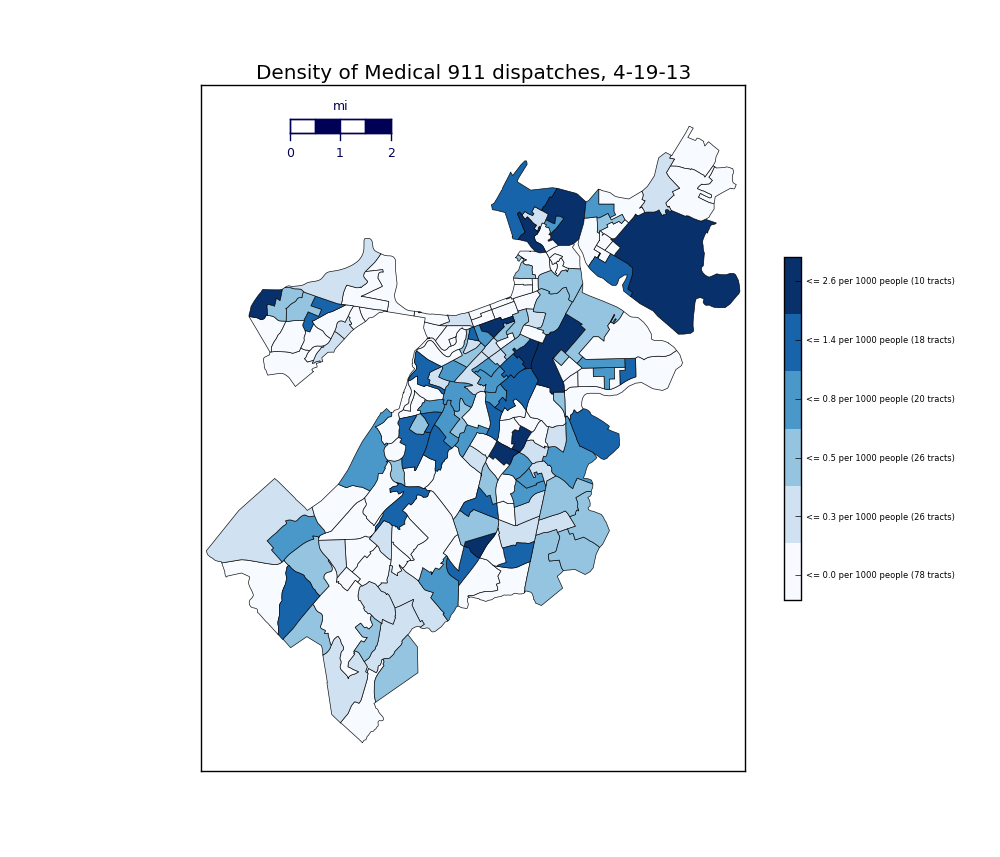 Density of Medical 911 dispatches, 4-19-13
mi
0 1 2
<= 2.6 per 1000 people (10 tracts)
<= 1.4 per 1000 people (18 tracts)
<= 0.8 per 1000 people (20 tracts)
<= 0.5 per 1000 people (26 tracts)
<= 0.3 per 1000 people (26 tracts)
<= 0.0 per 1000 people (78 tracts)